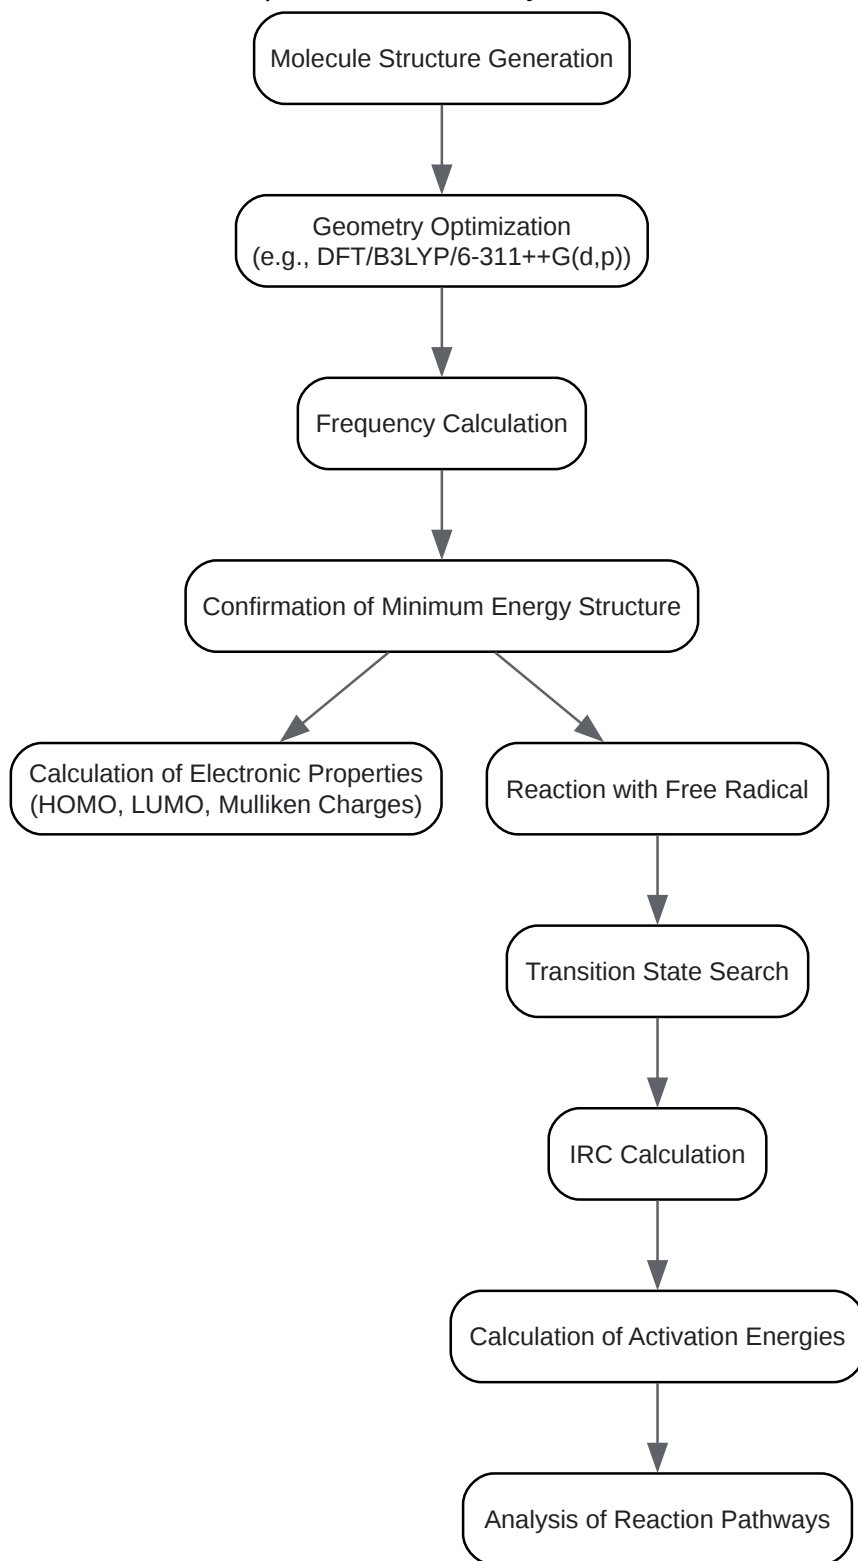 Molecule Structure Generation
Geometry Optimization
(e.g., DFT/B3LYP/6-311++G(d,p))
Frequency Calculation
Confirmation of Minimum Energy Structure
Calculation of Electronic Properties
(HOMO, LUMO, Mulliken Charges)
Reaction with Free Radical
Transition State Search
IRC Calculation
Calculation of Activation Energies
Analysis of Reaction Pathways